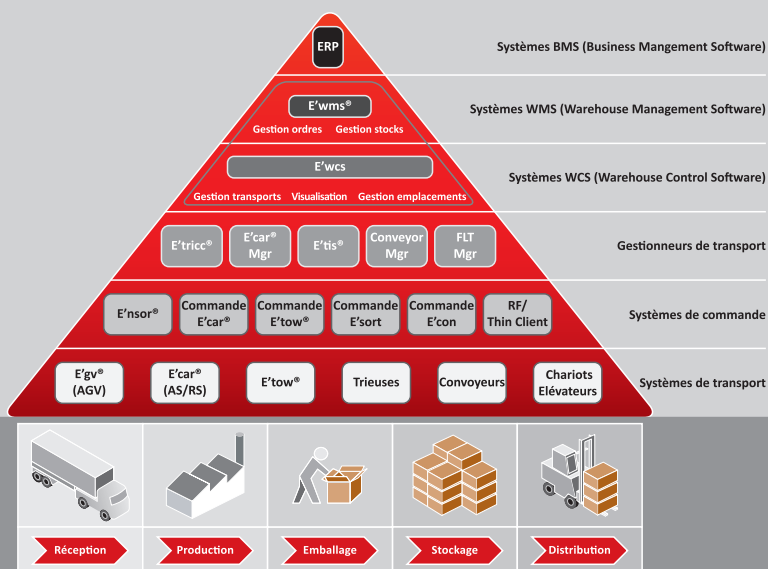 ERP
Systèmes BMS (Business Mangement Software)
E'wms®
Gestion ordres Gestion stocks
Systèmes WMS (Warehouse Management Software)
E'wcs
Gestion transports Visualisation Gestion emplacements
Systèmes WCS (Warehouse Control Software)
E'tricc®
E'car®
Mgr
E'tis®
Conveyor
Mgr
FLT
Mgr
Gestionneurs de transport
E'nsor®
Commande
E'car®
Commande
E'tow®
Commande
E'sort
Commande
E'con
RF/
Thin Client
Systèmes de commande
E'gv®
(AGV)
E'car®
(AS/RS)
E'tow®
Trieuses
Convoyeurs
Chariots
Elévateurs
Systèmes de transport
Réception
Production
Emballage
Stockage
Distribution